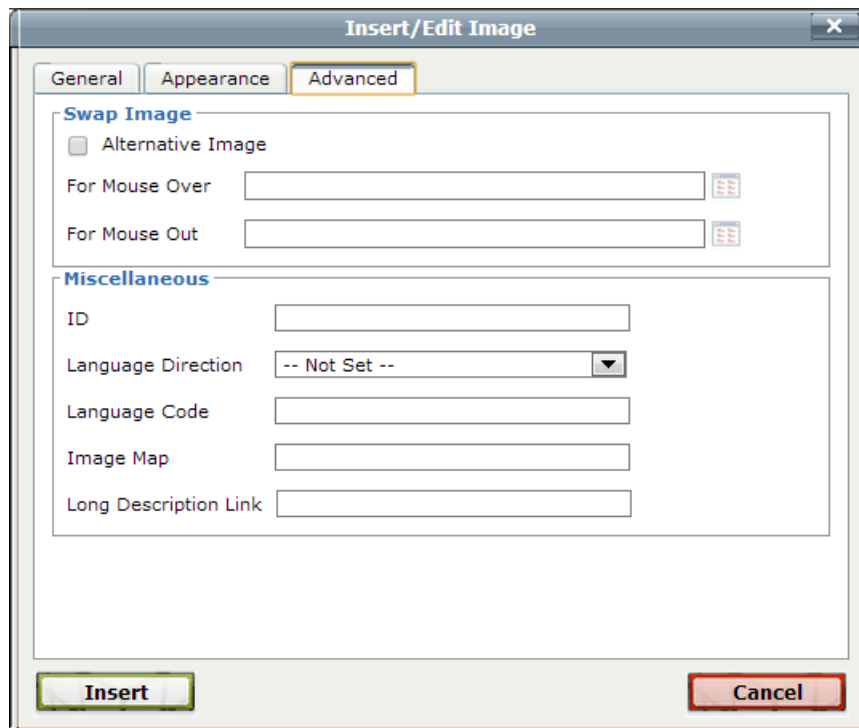 Insert/Edit Image
General Appearance Advanced
Swap Image
Alternative Image
For Mouse Over
For Mouse Out
Miscellaneous
ID
Language Direction -- Not Set --
Language Code
Image Map
Long Description Link
Insert Cancel